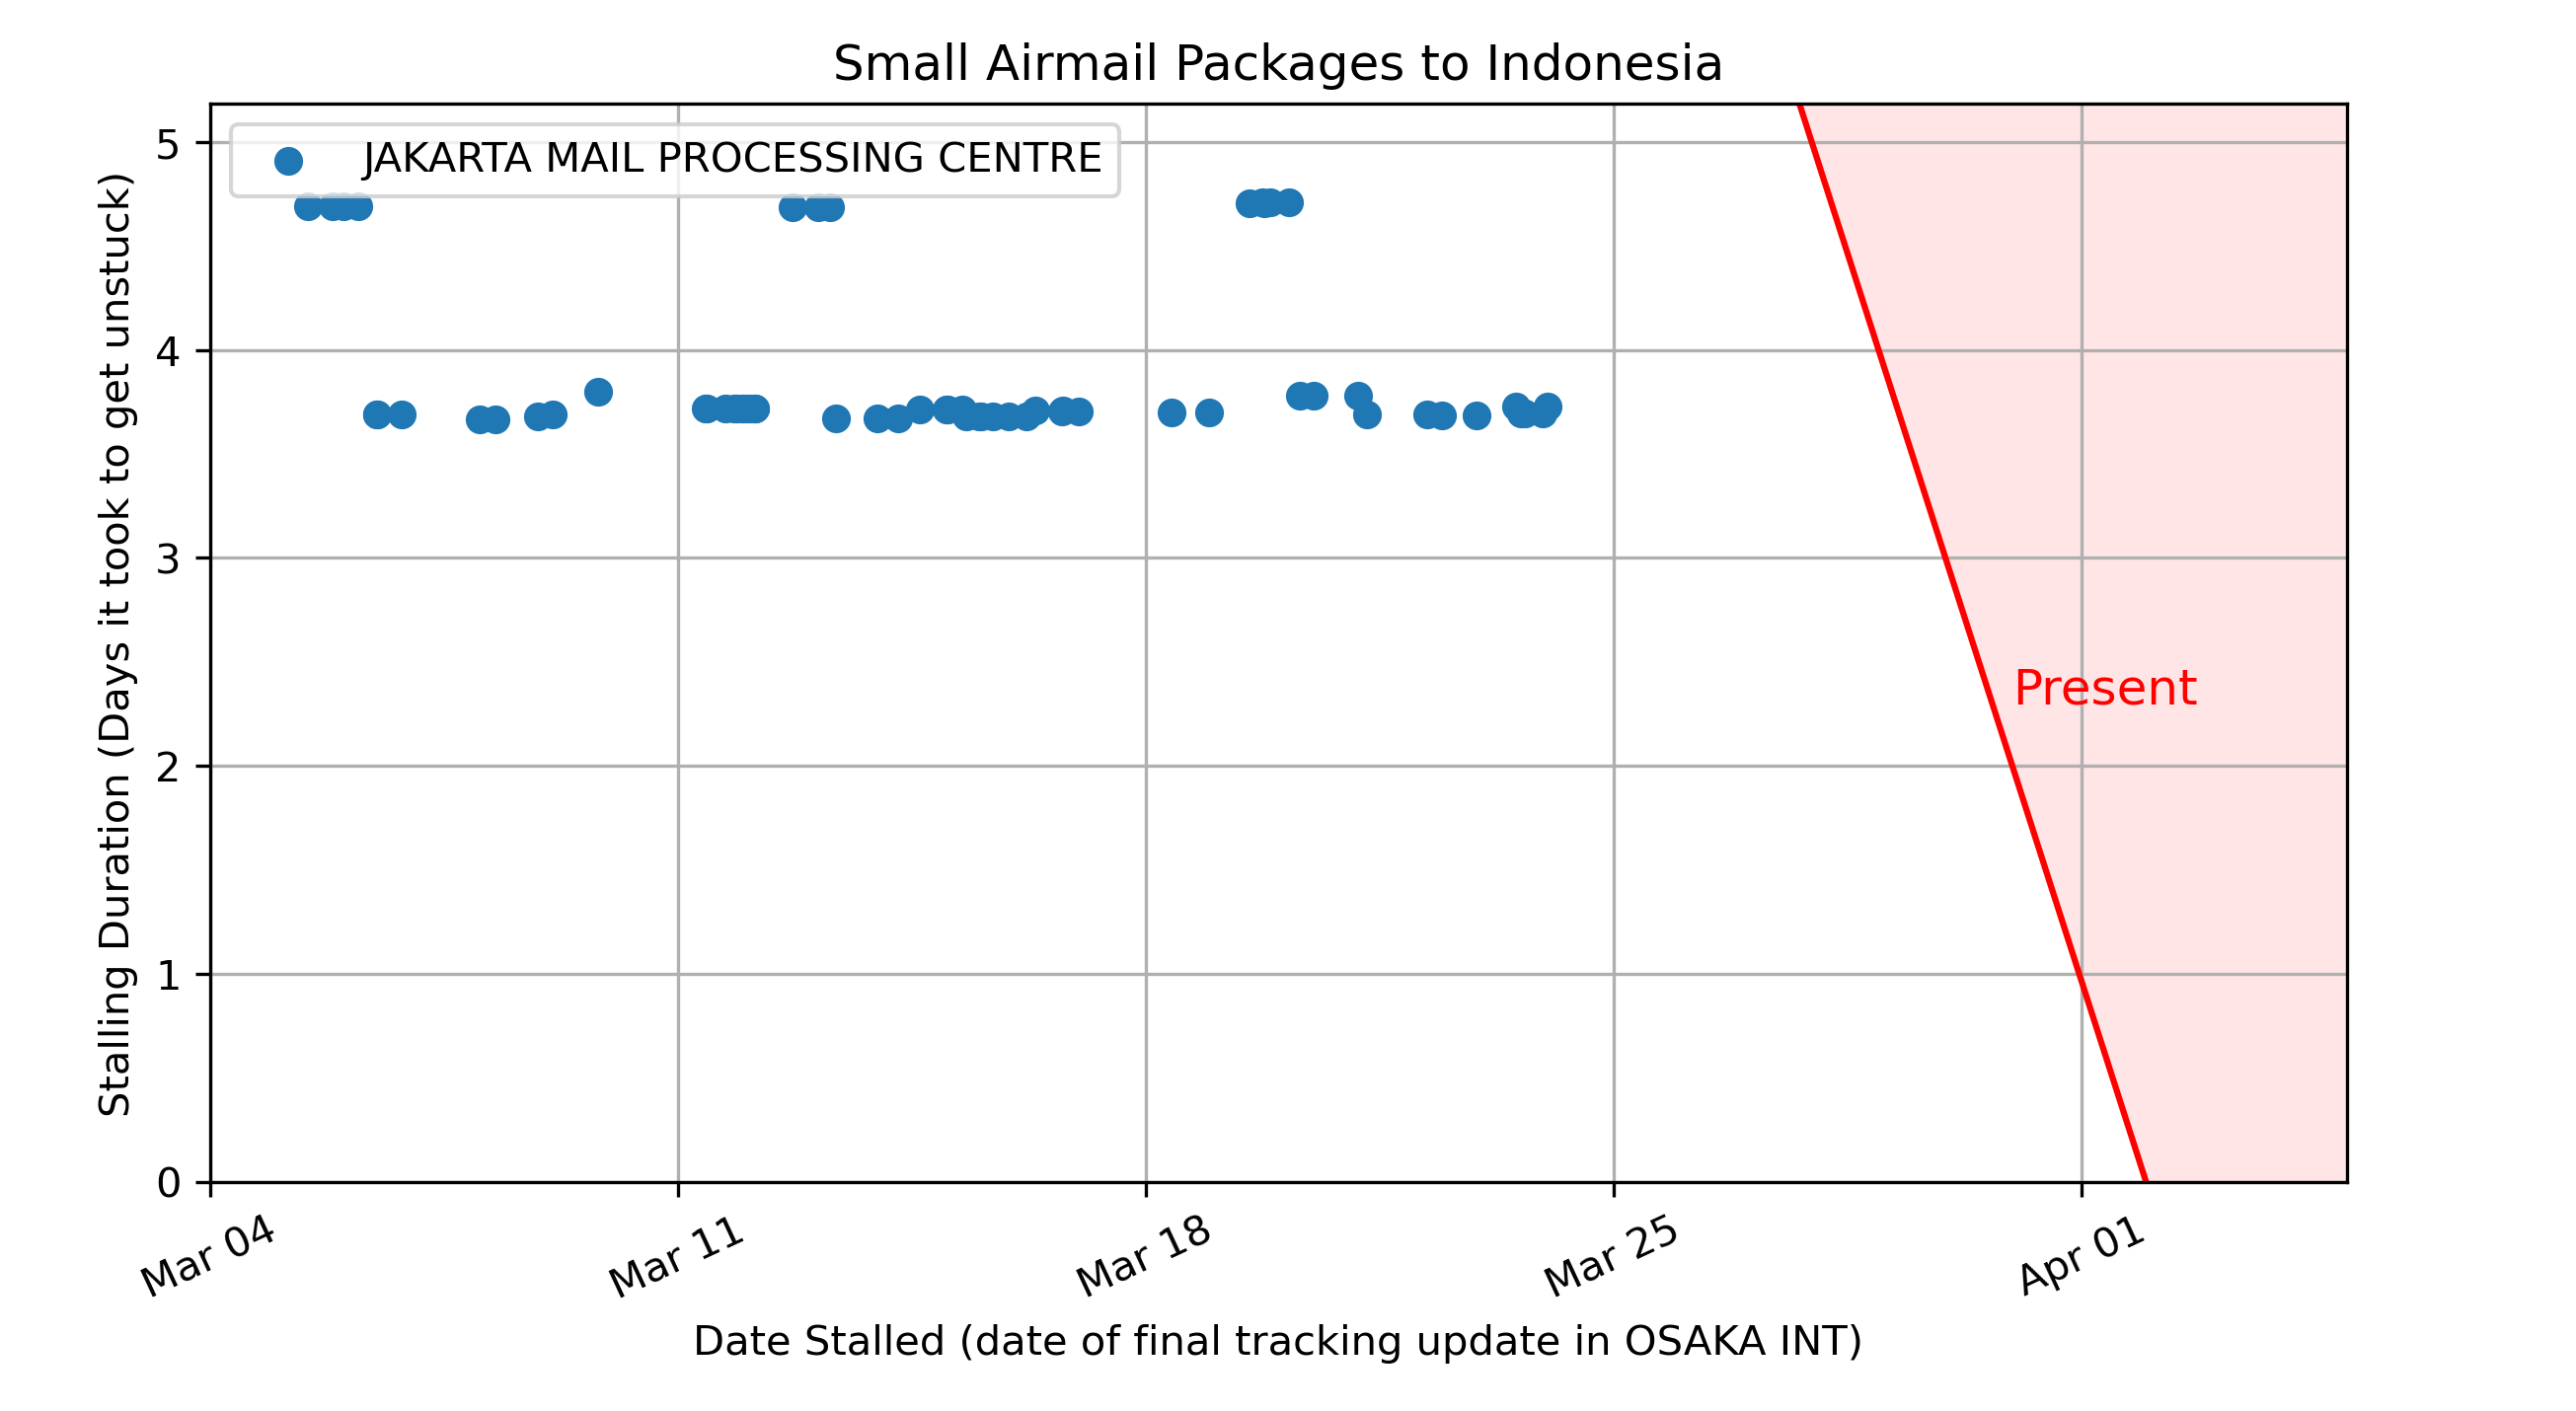 Small Airmail Packages to Indonesia
JAKARTA MAIL PROCESSING CENTRE
Stalling Duration (Days it took to get unstuck)
5
4
3
2
1
0
Present
Mar 04
Mar 11
Mar 18
Mar 25
Apr 01
Date Stalled (date of final tracking update in OSAKA INT)